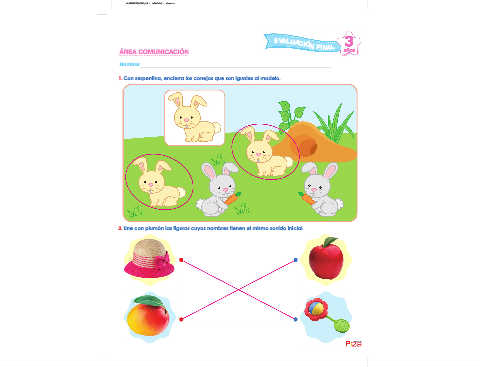 EVALUACIÓN FINAL
3
años
ÁREA COMUNICACIÓN
Nombre:
1. Con serpentina, encierra los conejos que son iguales al modelo.
2. Une con plumón las figuras cuyos nombres tienen el mismo sonido inicial.